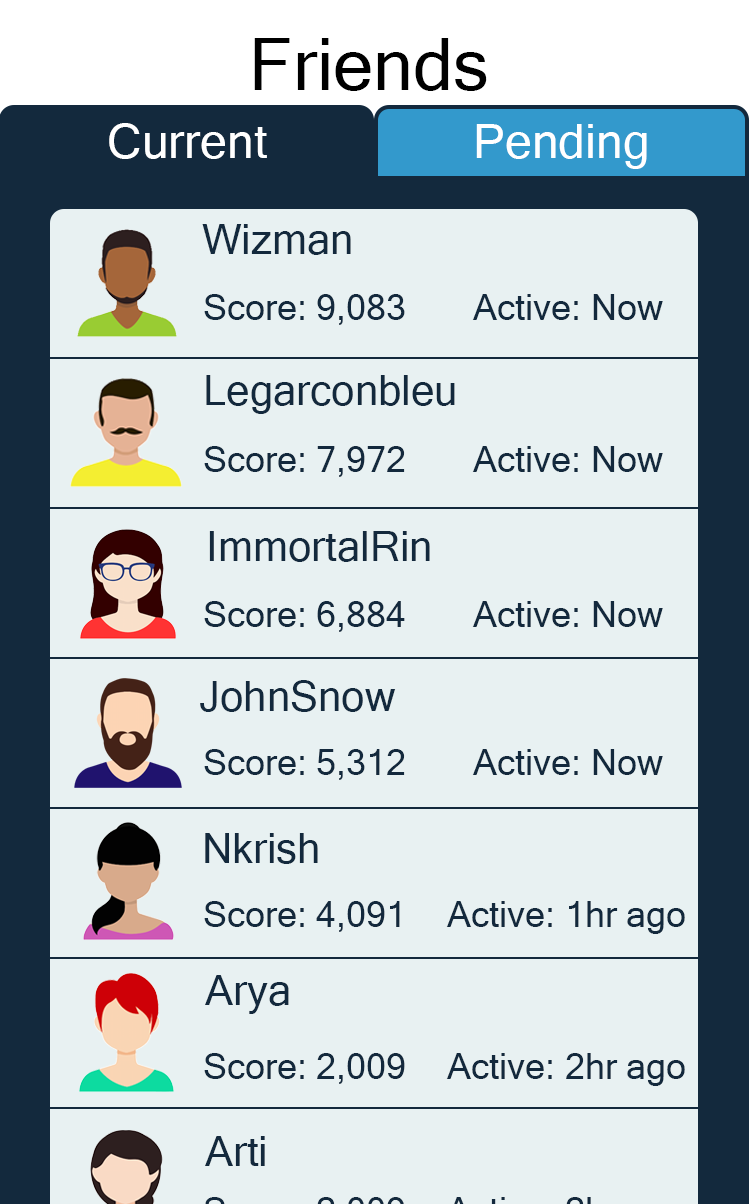 Friends
Current Pending
Wizman
Score: 9,083 Active: Now
Legarconbleu
Score: 7,972 Active: Now
ImmortalRin
Score: 6,884 Active: Now
JohnSnow
Score: 5,312 Active: Now
Nkrish
Score: 4,091 Active: 1hr ago
Arya
Score: 2,009 Active: 2hr ago
Arti